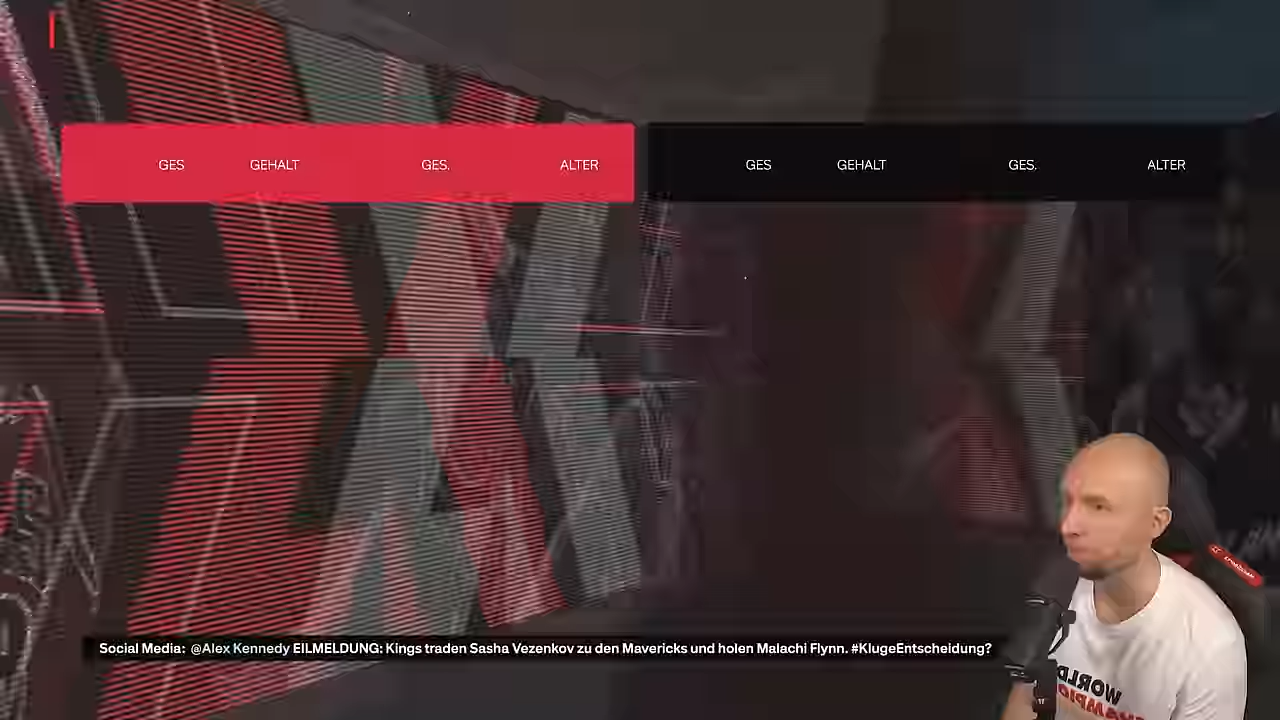 GES GEHALT GES. ALTER GES GEHALT GES. ALTER
Social Media: @Alex Kennedy EILMELDUNG: Kings traden Sasha Vezenkov zu den Mavericks und holen Malachi Flynn. #KlugeEntscheidung?
WORLD